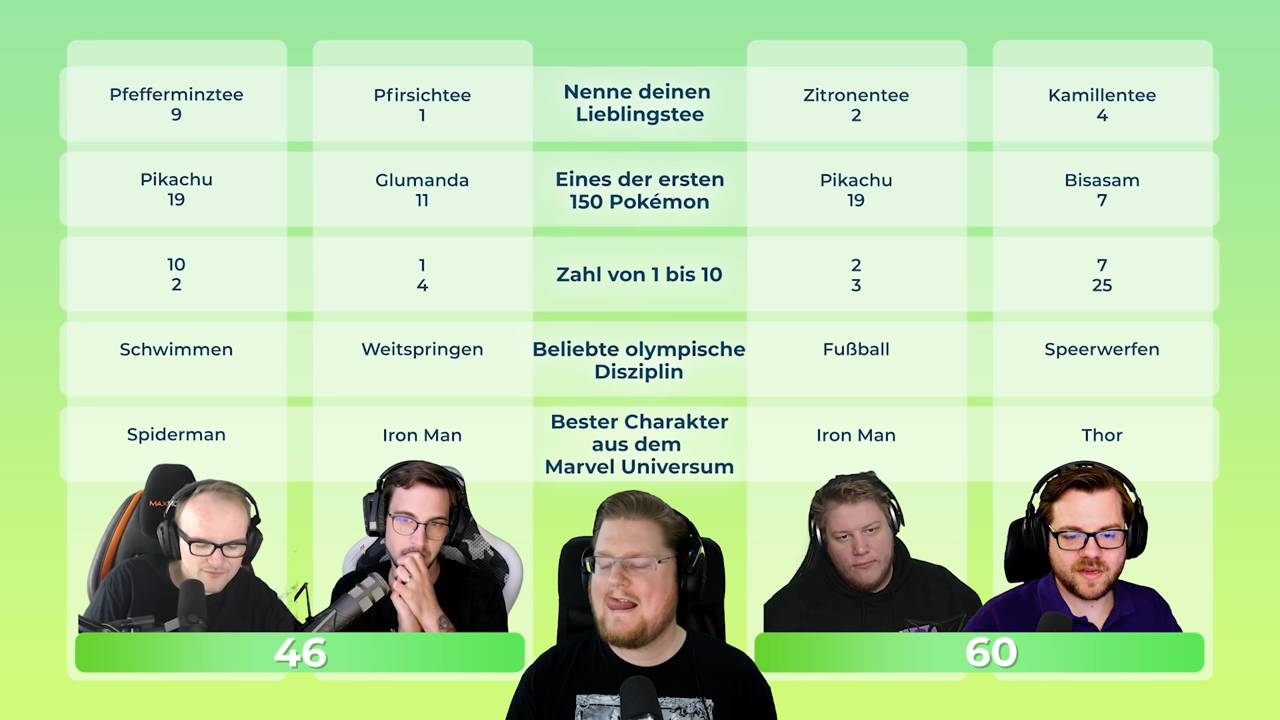 Pfefferminztee
9
Pfirsichtee
1
Nenne deinen
Lieblingstee
Zitronentee
2
Kamillentee
4
Pikachu
19
Glumanda
11
Eines der ersten
150 Pokémon
Pikachu
19
Bisasam
7
10
2
1
4
Zahl von 1 bis 10
2
3
7
25
Schwimmen
Weitspringen
Beliebte olympische
Disziplin
Fußball
Speerwerfen
Spiderman
Iron Man
Bester Charakter
aus dem
Marvel Universum
Iron Man
Thor
46
60